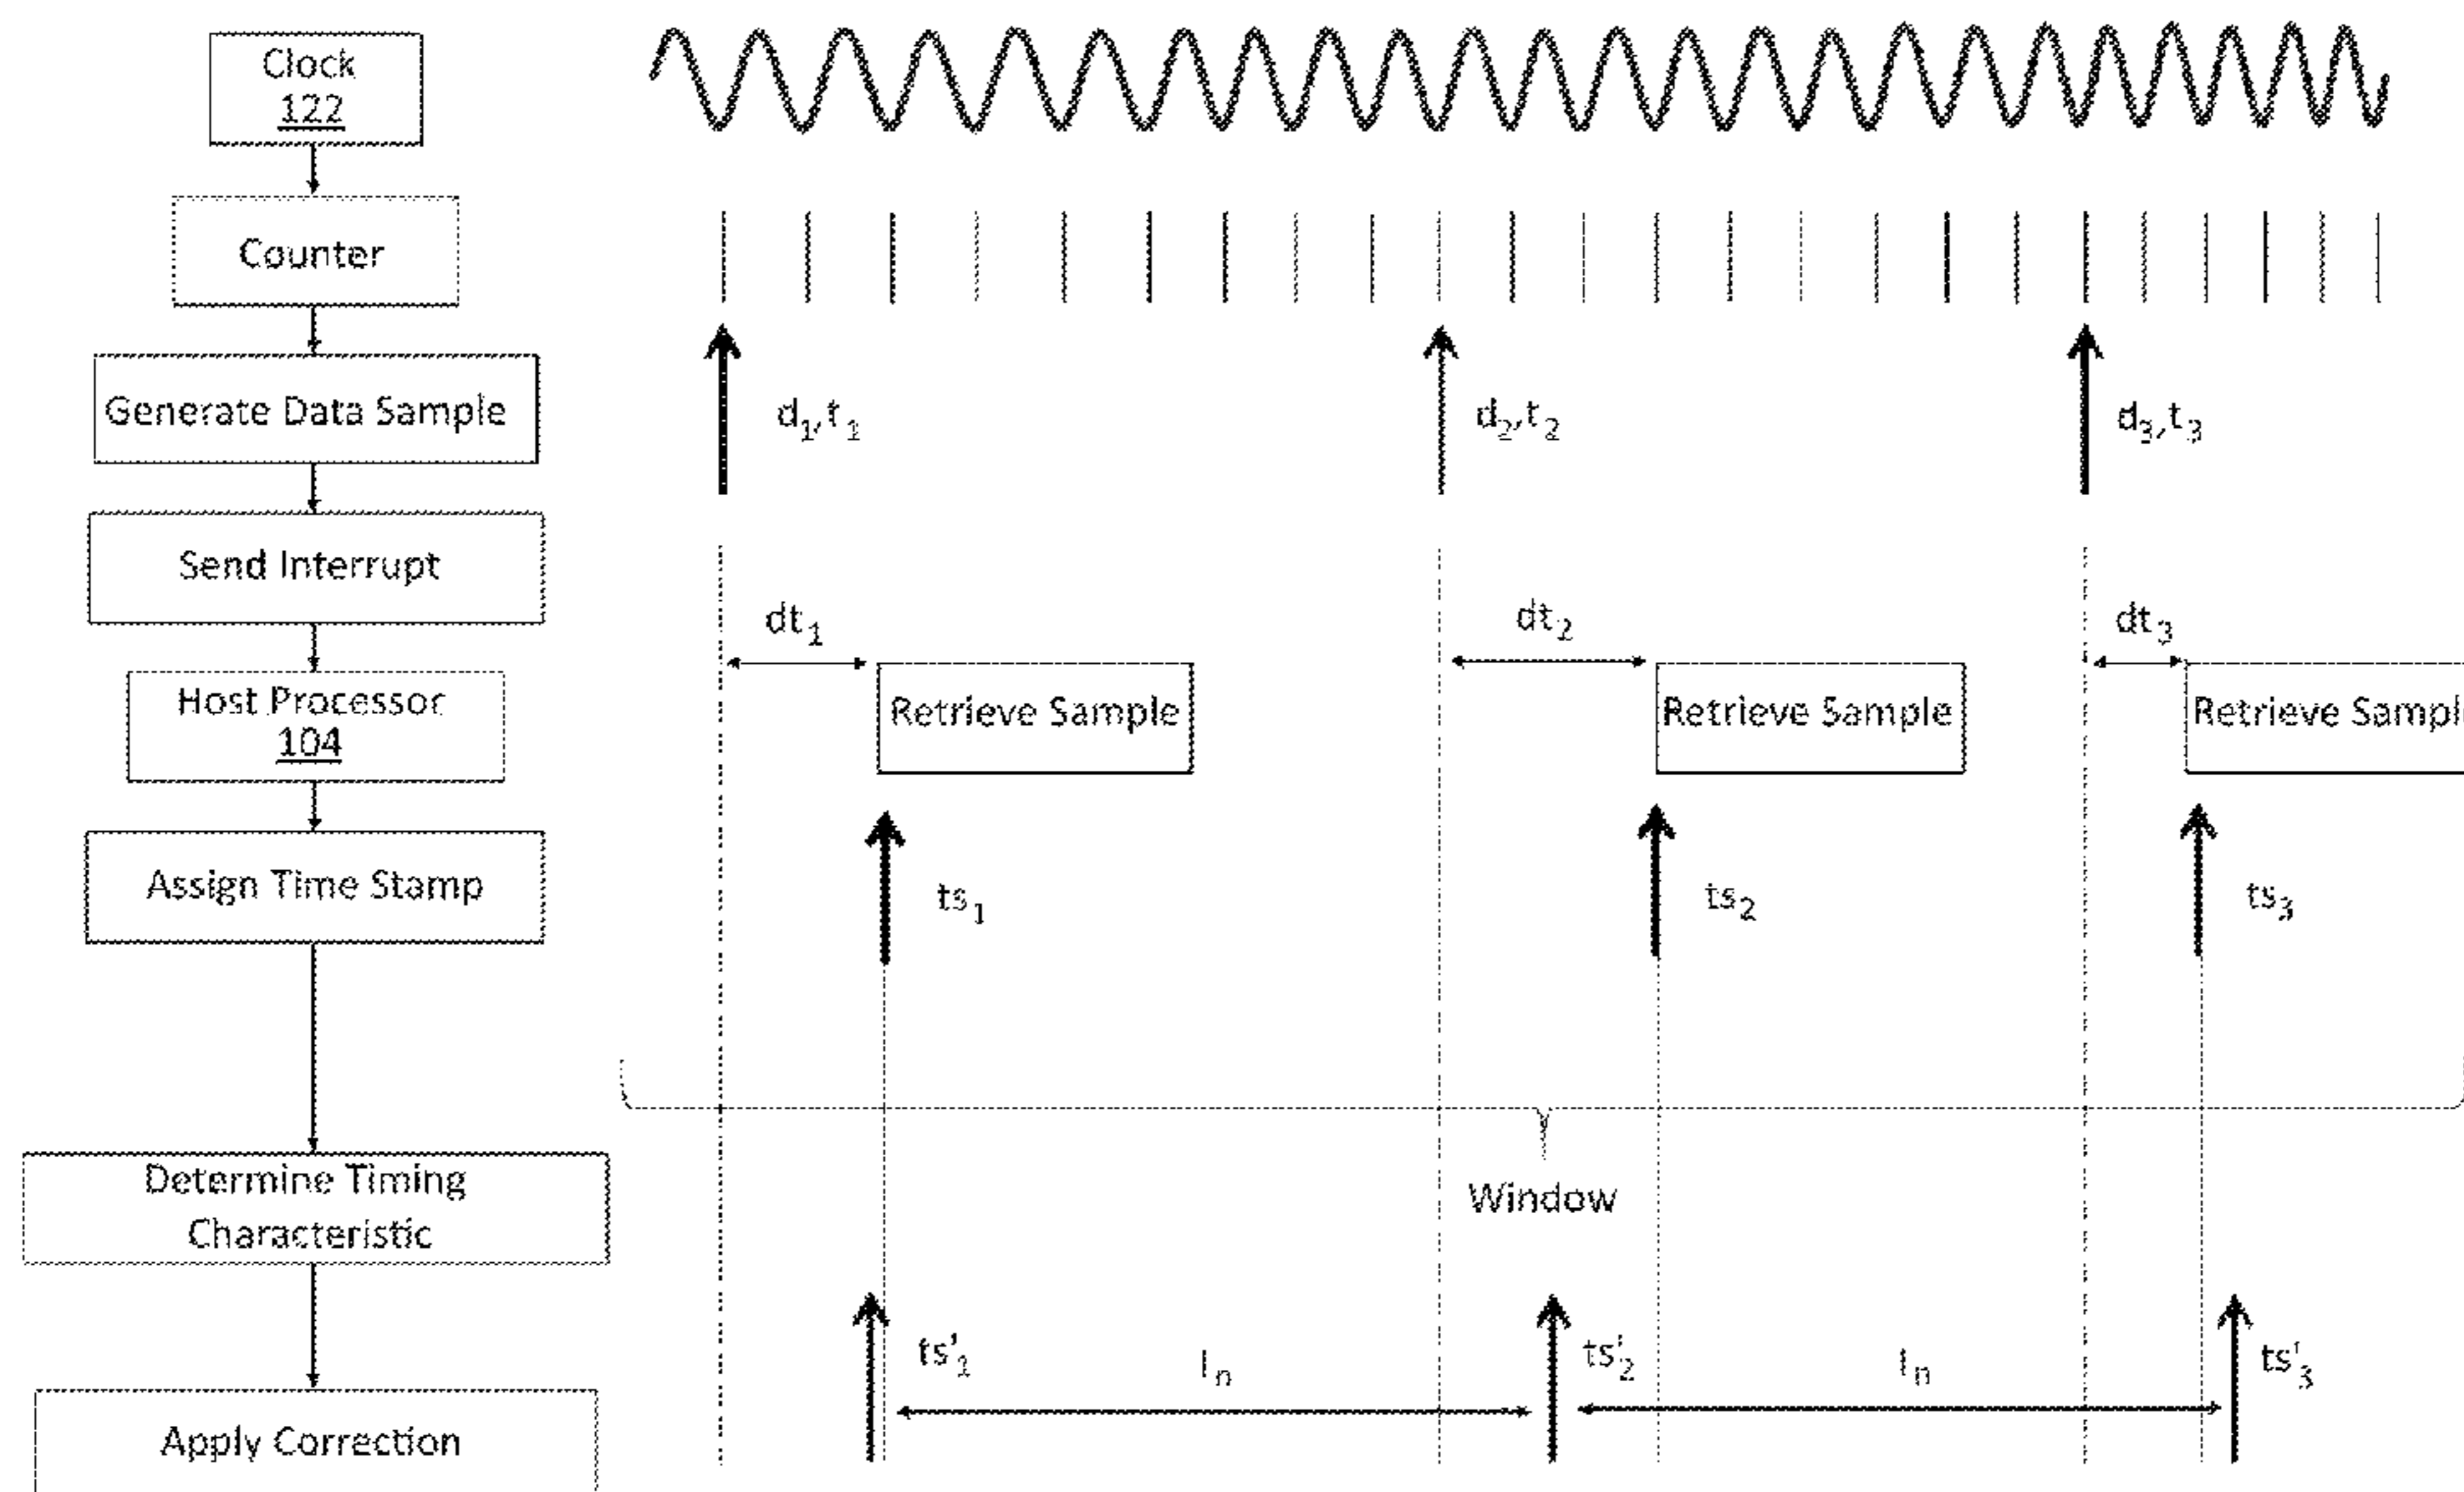 Clock
122
Counter
Generate Data Sample
d1,t1
d2,t2
d3,t3
Send Interrupt
dt1
dt2
dt3
Host Processor
104
Retrieve Sample
Retrieve Sample
Retrieve Sampl
Assign Time Stamp
ts1
ts2
ts3
Determine Timing
Characteristic
Window
ts'1
In
ts'2
In
ts'3
Apply Correction